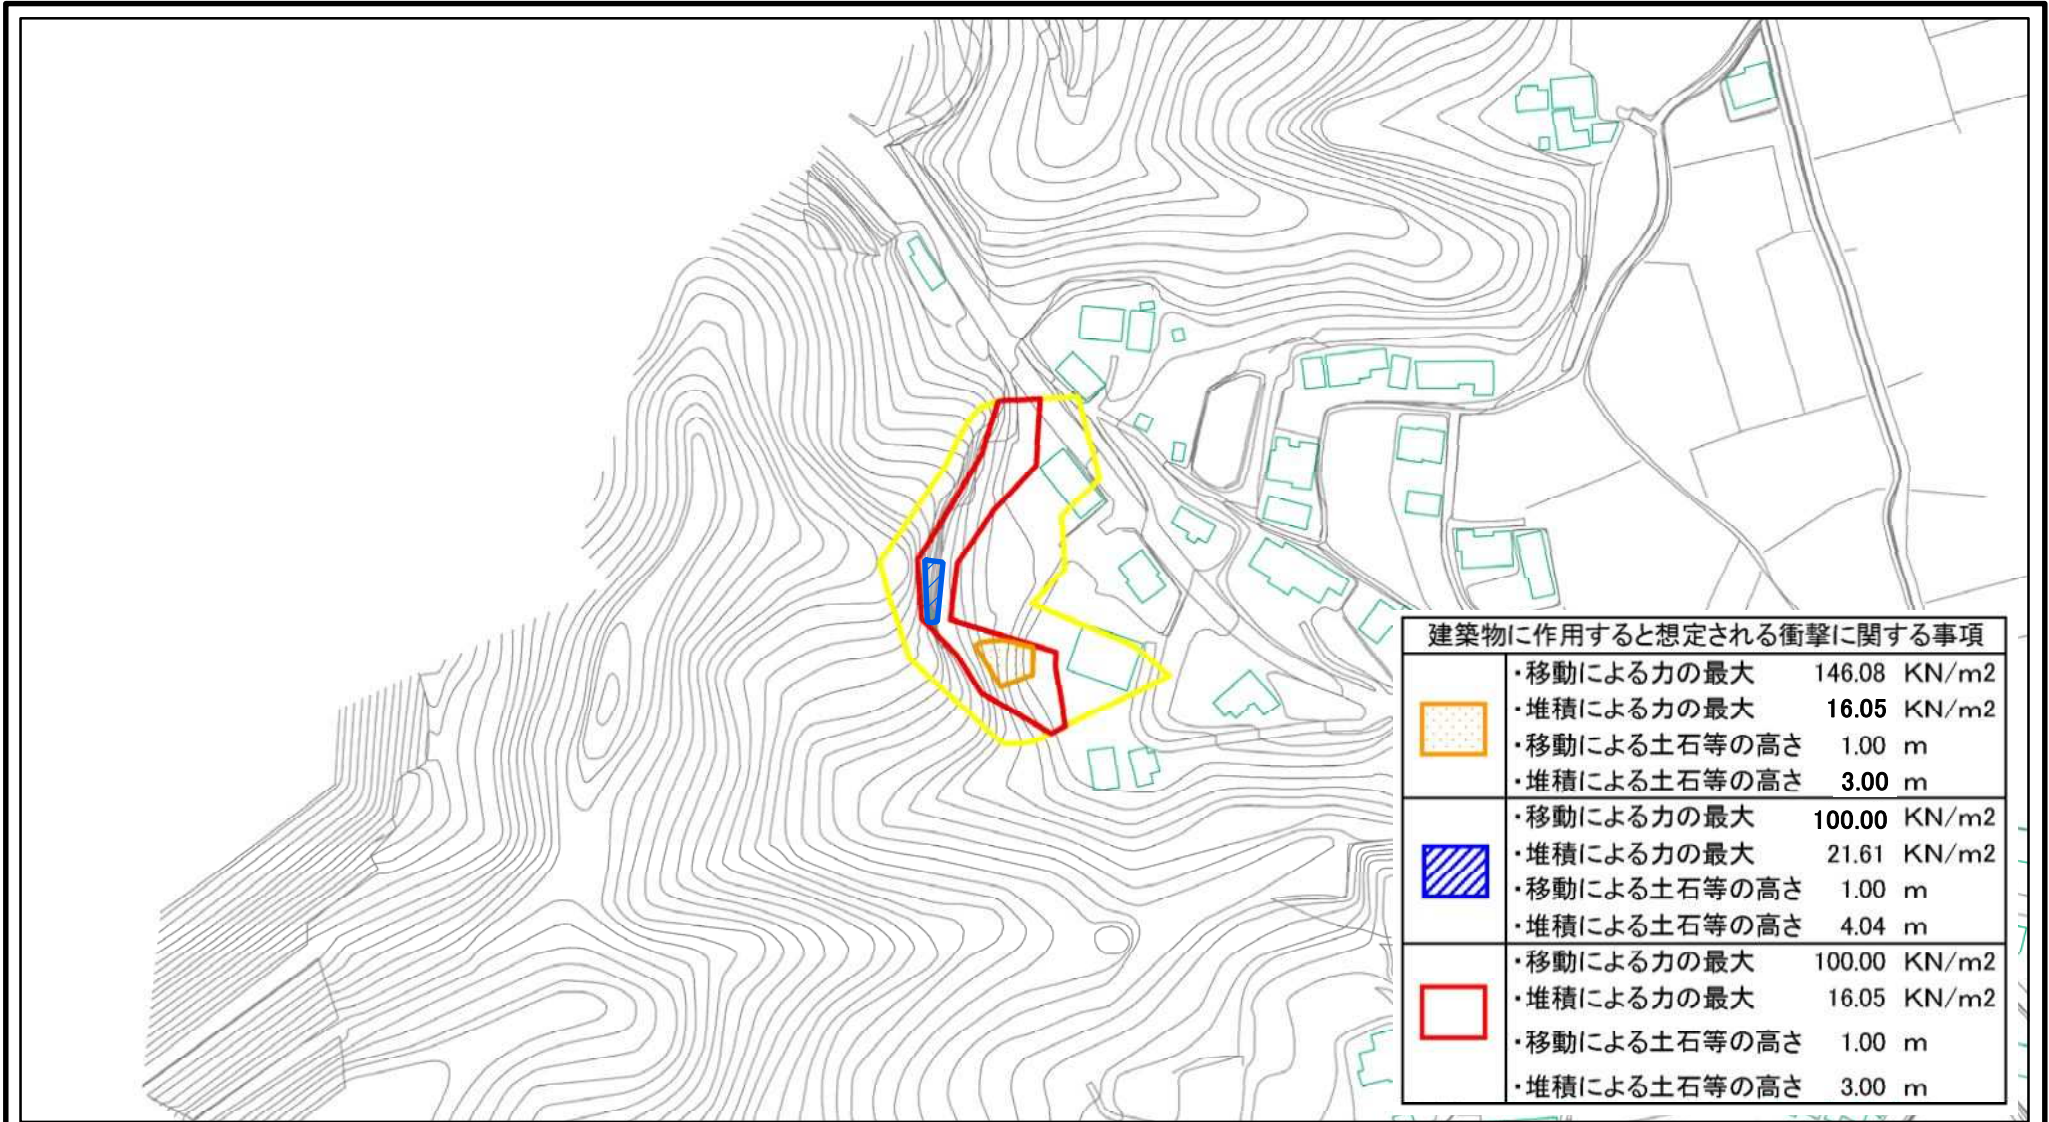 建築物に作用すると想定される衝撃に関する事項
・移動による力の最大 146.08 KN/m2
・堆積による力の最大 16.05 KN/m2
・移動による土石等の高さ 1.00 m
・堆積による土石等の高さ 3.00 m
・移動による力の最大 100.00 KN/m2
・堆積による力の最大 21.61 KN/m2
・移動による土石等の高さ 1.00 m
・堆積による土石等の高さ 4.04 m
・移動による力の最大 100.00 KN/m2
・堆積による力の最大 16.05 KN/m2
・移動による土石等の高さ 1.00 m
・堆積による土石等の高さ 3.00 m